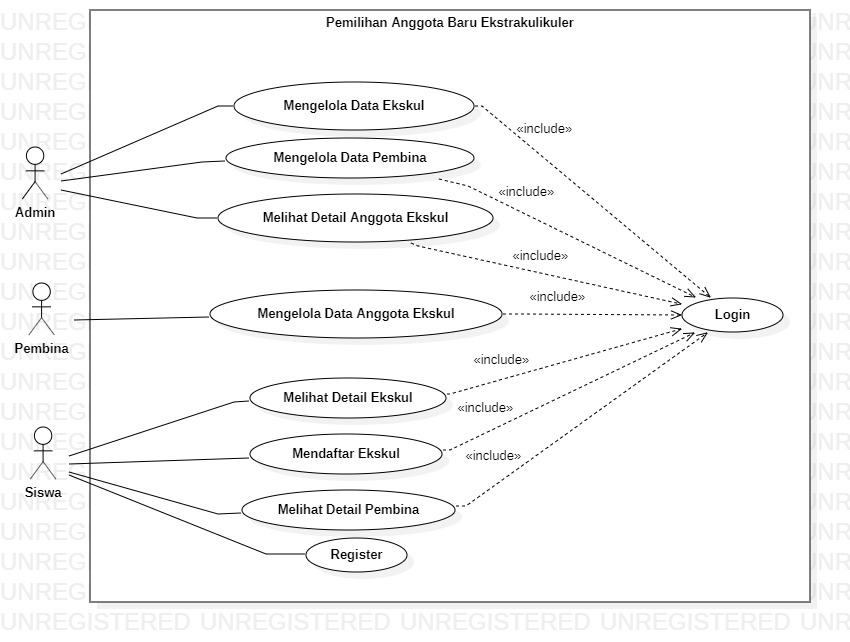 Pemilihan Anggota Baru Ekstrakulikuler
Mengelola Data Ekskul
«include»
Mengelola Data Pembina
«include»
Admin
Melihat Detail Anggota Ekskul
«include»
«include»
Mengelola Data Anggota Ekskul
Login
Pembina
«include»
Melihat Detail Ekskul
«include»
Mendaftar Ekskul
«include»
Siswa
Melihat Detail Pembina
Register
UNREGISTERED UNREGISTERED UNREGISTERED UNREGISTERED UNR